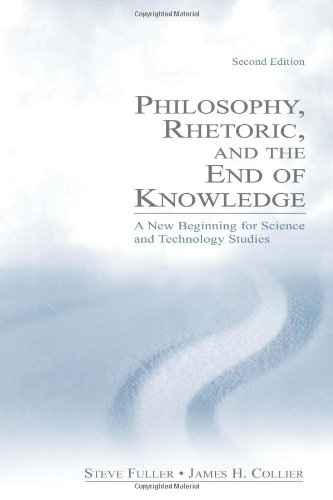 Second Edition
PHILOSOPHY,
RHETORIC,
AND THE
END OF
KNOWLEDGE
A New Beginning for Science
and Technology Studies
STEVE FULLER • JAMES H. COLLIER